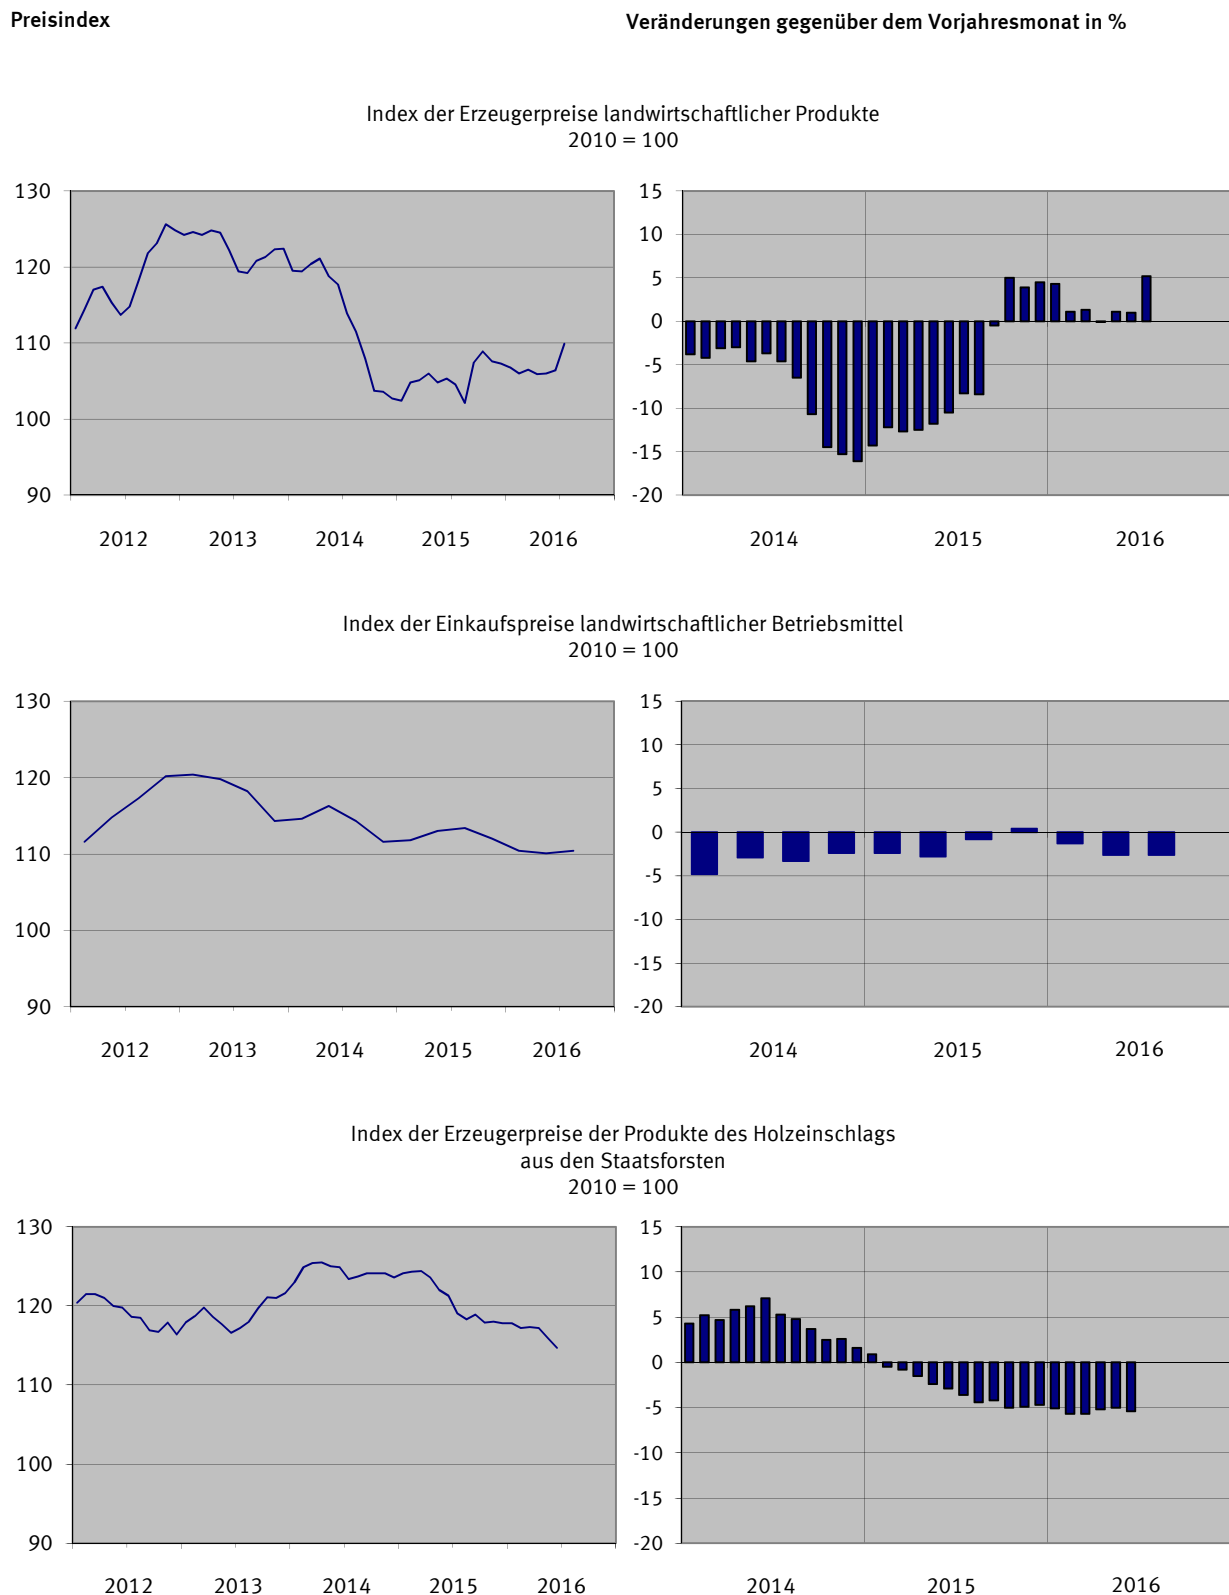 Preisindex
Veränderungen gegenüber dem Vorjahresmonat in %
Index der Erzeugerpreise landwirtschaftlicher Produkte
2010 = 100
130
120
110
100
90
2012 2013 2014 2015 2016
15
10
5
0
-5
-10
-15
-20
2014 2015 2016
Index der Einkaufspreise landwirtschaftlicher Betriebsmittel
2010 = 100
130
120
110
100
90
2012 2013 2014 2015 2016
15
10
5
0
-5
-10
-15
-20
2014 2015 2016
Index der Erzeugerpreise der Produkte des Holzeinschlags
aus den Staatsforsten
2010 = 100
130
120
110
100
90
2012 2013 2014 2015 2016
15
10
5
0
-5
-10
-15
-20
2014 2015 2016